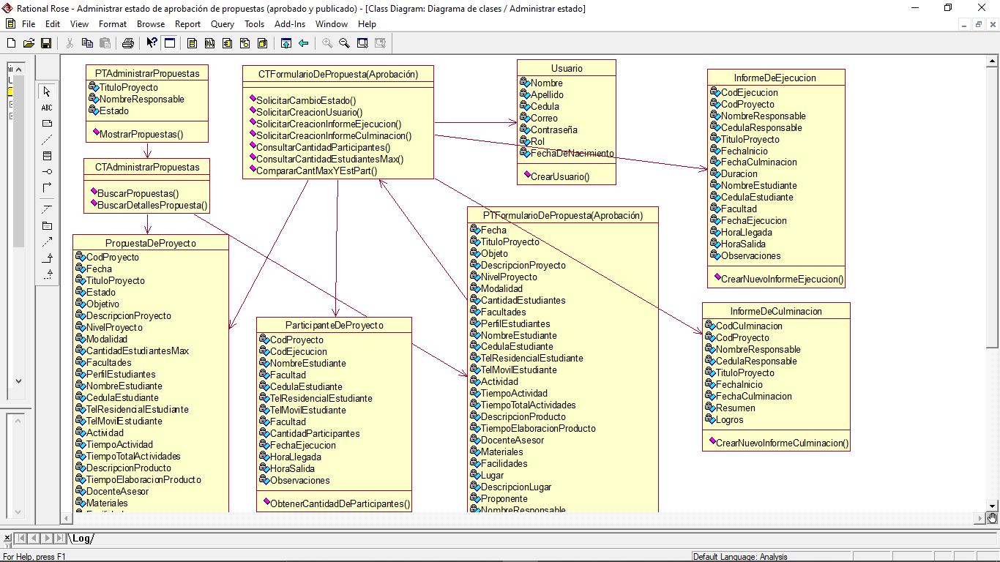 Rational Rose - Administrar estado de aprobación de propuestas (aprobado y publicado) - [Class Diagram: Diagrama de clases / Administrar estado]
File Edit View Format Browse Report Query Tools Add-Ins Window Help
ABC
PTAdministrarPropuestas
TituloProyecto
NombreResponsable
Estado
MostrarPropuestas()
CTAdministrarPropuestas
BuscarPropuestas()
BuscarDetallesPropuesta()
PropuestaDeProyecto
CodProyecto
Fecha
TituloProyecto
Estado
Objetivo
DescripcionProyecto
NivelProyecto
Modalidad
CantidadEstudiantesMax
Facultades
PerfilEstudiantes
NombreEstudiante
CedulaEstudiante
TelResidencialEstudiante
TelMovilEstudiante
Actividad
TiempoActividad
TiempoTotalActividades
DescripcionProducto
TiempoElaboracionProducto
DocenteAsesor
Materiales
CTFormularioDePropuesta(Aprobación)
SolicitarCambioEstado()
SolicitarCreacionUsuario()
SolicitarCreacionInformeEjecucion()
SolicitarCreacionInformeCulminacion()
ConsultarCantidadParticipantes()
ConsultarCantidadEstudiantesMax()
CompararCantMaxYEstPart()
ParticipanteDeProyecto
CodProyecto
CodEjecucion
NombreEstudiante
Facultad
CedulaEstudiante
TelResidencialEstudiante
TelMovilEstudiante
Facultad
CantidadParticipantes
FechaEjecucion
HoraLlegada
HoraSalida
Observaciones
ObtenerCantidadDeParticipantes()
Usuario
Nombre
Apellido
Cedula
Correo
Contraseña
Rol
FechaDeNacimiento
CrearUsuario()
PTFormularioDePropuesta(Aprobación)
Fecha
TituloProyecto
Objeto
DescripcionProyecto
NivelProyecto
Modalidad
CantidadEstudiantes
Facultades
PerfilEstudiantes
NombreEstudiante
CedulaEstudiante
TelResidencialEstudiante
TelMovilEstudiante
Actividad
TiempoActividad
TiempoTotalActividades
DescripcionProducto
TiempoElaboracionProducto
DocenteAsesor
Materiales
Facilidades
Lugar
DescripcionLugar
Proponente
NombreResponsable
InformeDeEjecucion
CodEjecucion
CodProyecto
NombreResponsable
CedulaResponsable
TituloProyecto
FechaInicio
FechaCulminacion
Duracion
NombreEstudiante
CedulaEstudiante
Facultad
FechaEjecucion
HoraLlegada
HoraSalida
Observaciones
CrearNuevoInformeEjecucion()
InformeDeCulminacion
CodCulminacion
CodProyecto
NombreResponsable
CedulaResponsable
TituloProyecto
FechaInicio
FechaCulminacion
Resumen
Logros
CrearNuevoInformeCulminacion()
Log
For Help, press F1
Default Language: Analysis